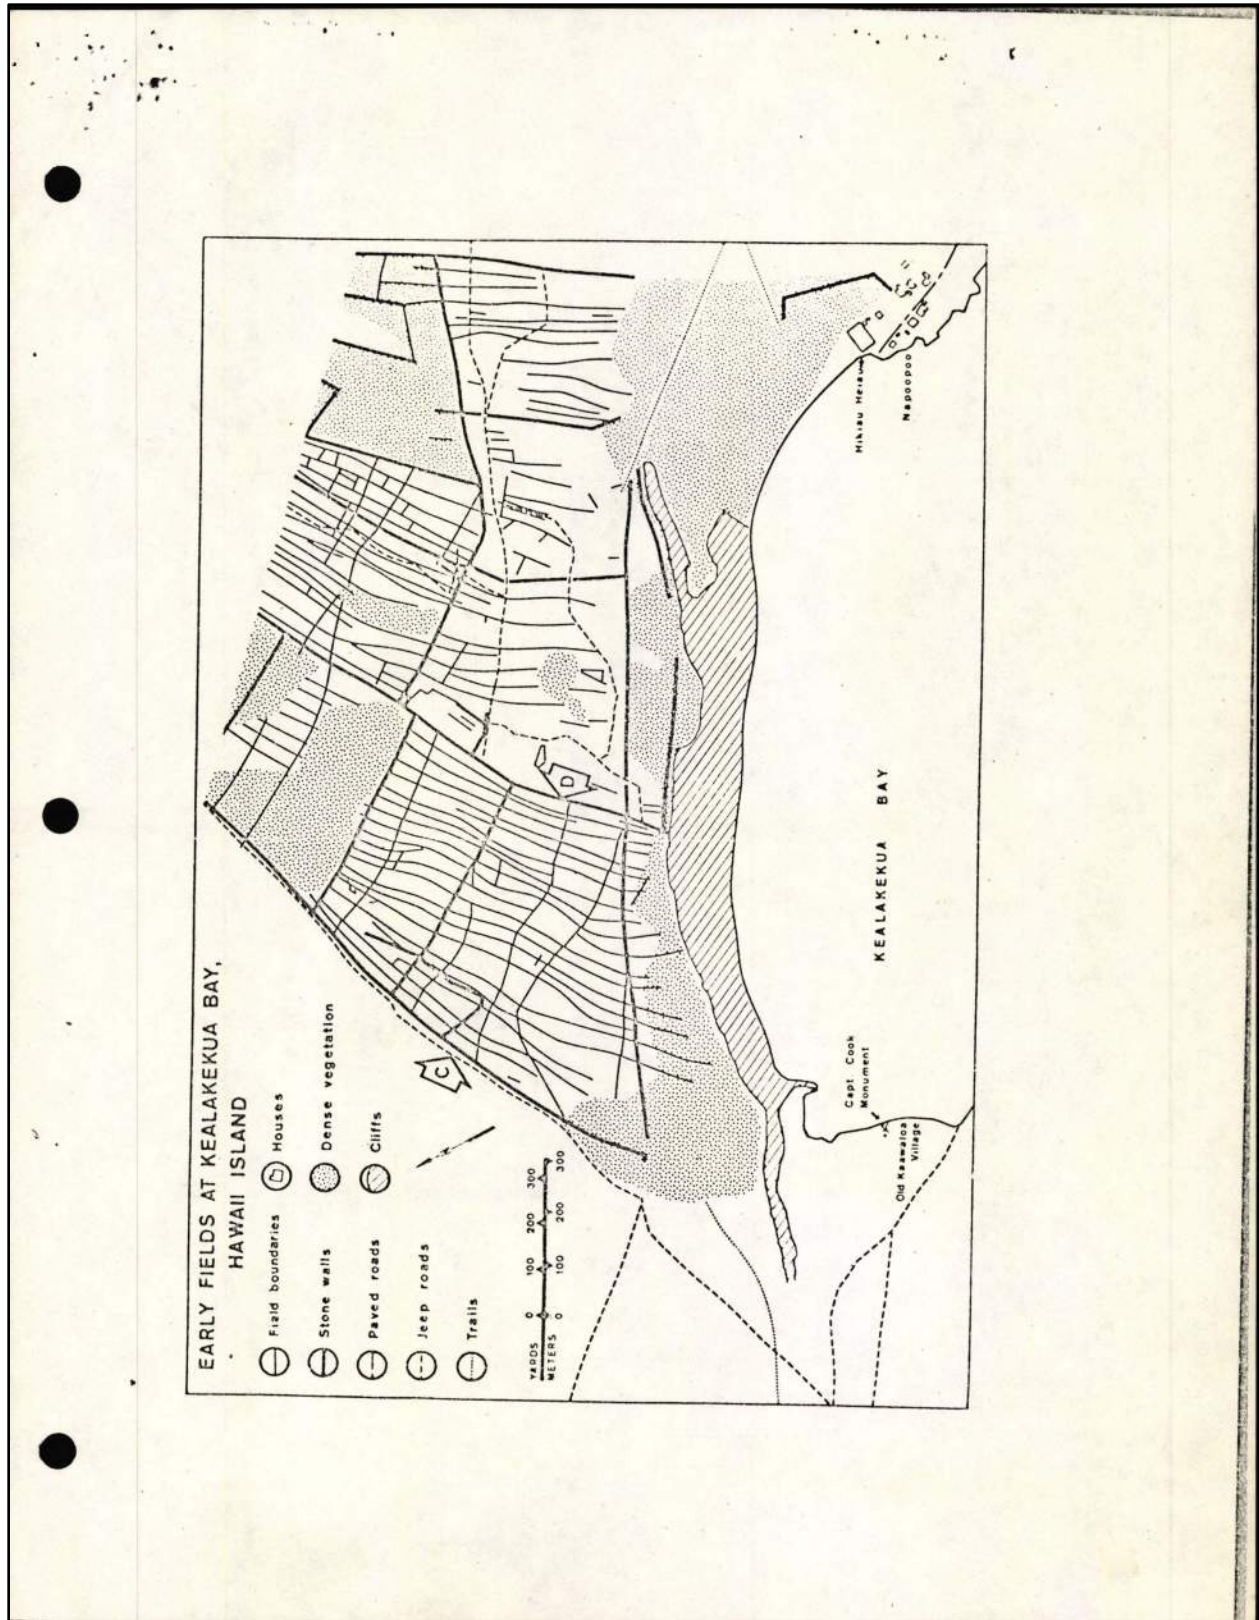 EARLY FIELDS AT KEALAKEKUA BAY,
HAWAII ISLAND
Field boundaries
Houses
Stone walls
Dense vegetation
Paved roads
Cliffs
Jeep roads
Trails
YARDS 0 100 200 300
METERS 0 100 200 300
C
D
KEALAKEKUA BAY
Capt. Cook
Monument
Old Kaawaloa
Village
Hikiau Heiau
Napoopoo